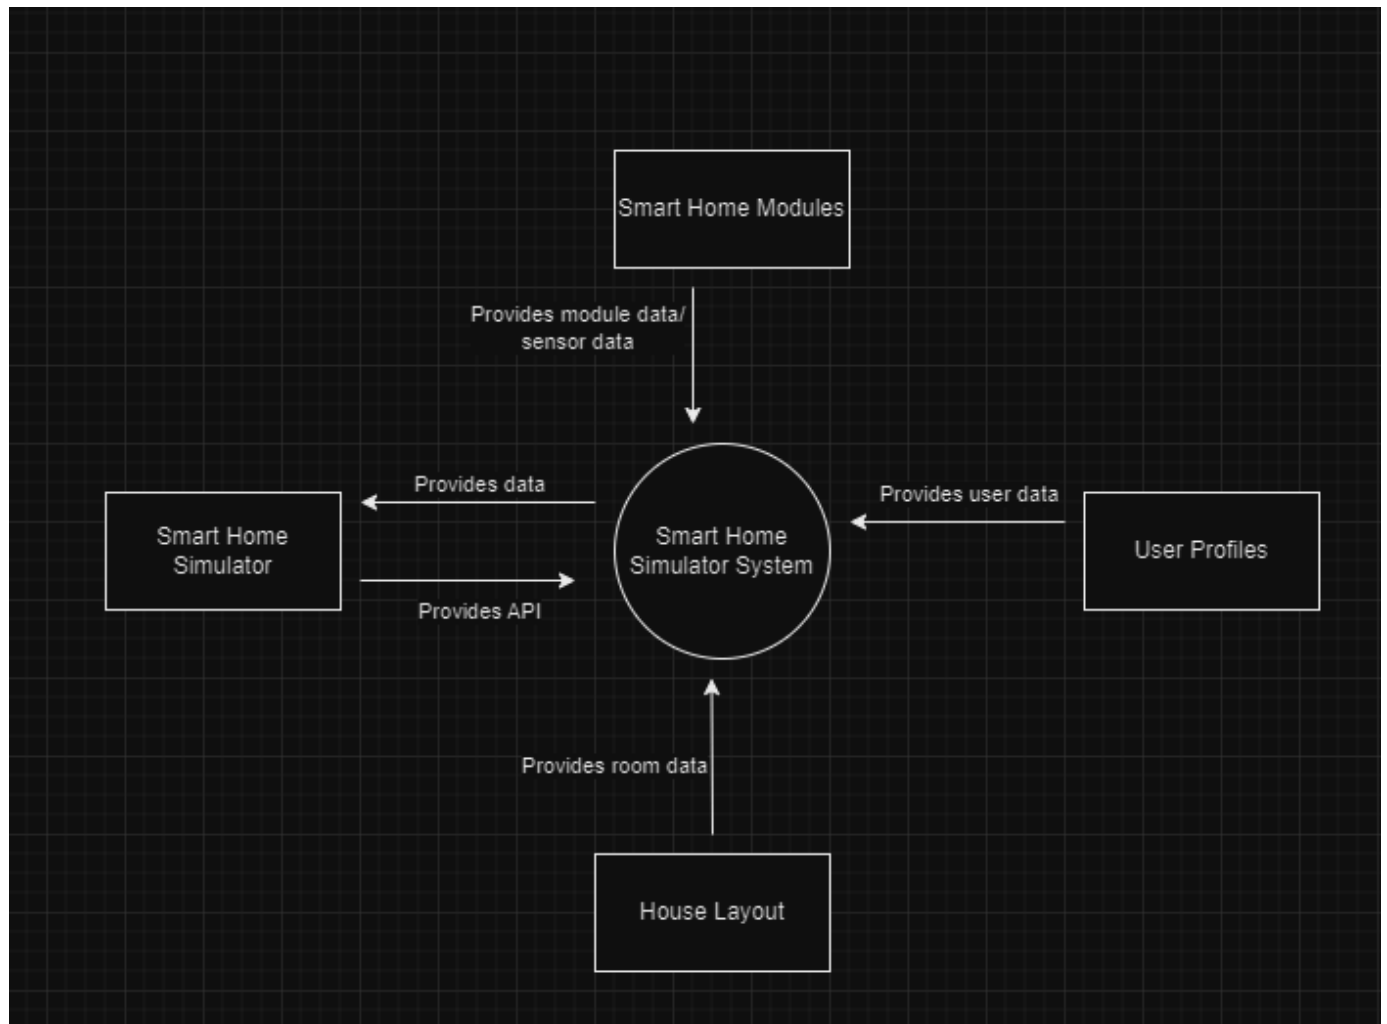 Smart Home Modules
Provides module data/
sensor data
Provides data
Provides user data
Smart Home
Simulator
Smart Home
Simulator System
User Profiles
Provides API
Provides room data
House Layout